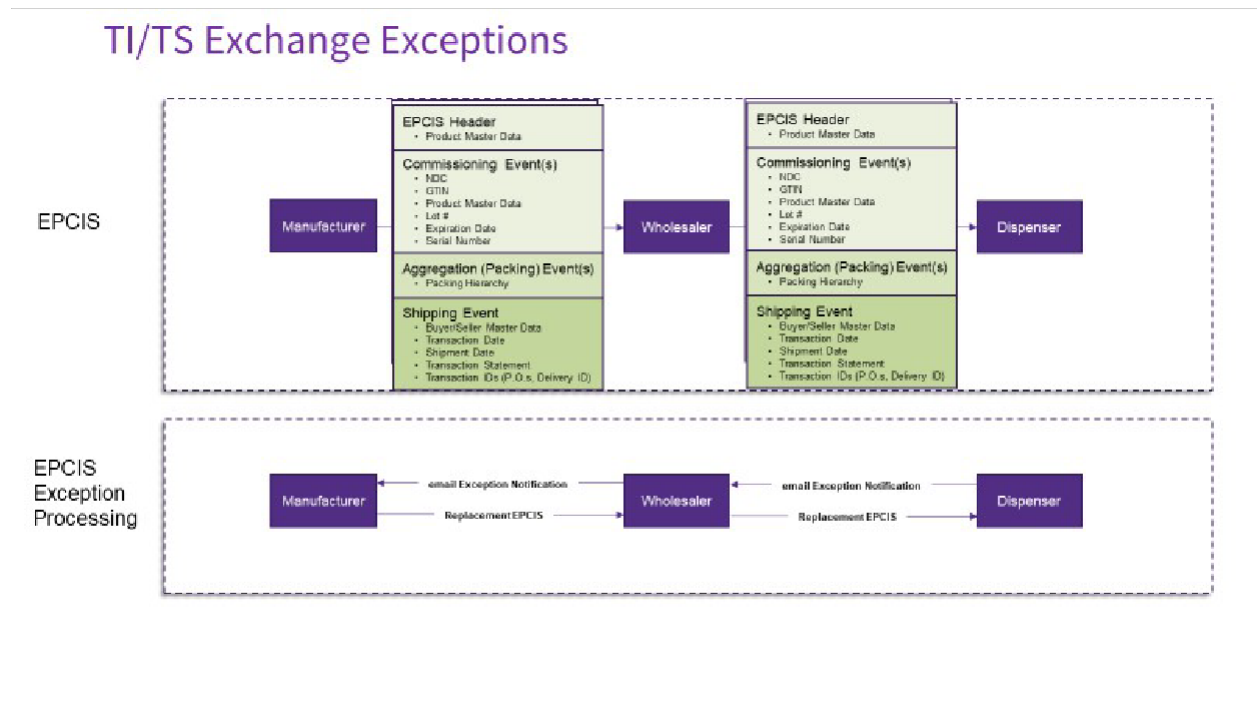 TI/TS Exchange Exceptions
EPCIS
Manufacturer
EPCIS Header
• Product Master Data
Commissioning Event(s)
• NDC
• GTIN
• Product Master Data
• Lot #
• Expiration Date
• Serial Number
Aggregation (Packing) Event(s)
• Packing Hierarchy
Shipping Event
• Buyer/Seller Master Data
• Transaction Date
• Shipment Date
• Transaction Statement
• Transaction IDs (P.O.s, Delivery ID)
Wholesaler
EPCIS Header
• Product Master Data
Commissioning Event(s)
• NDC
• GTIN
• Product Master Data
• Lot #
• Expiration Date
• Serial Number
Aggregation (Packing) Event(s)
• Packing Hierarchy
Shipping Event
• Buyer/Seller Master Data
• Transaction Date
• Shipment Date
• Transaction Statement
• Transaction IDs (P.O.s, Delivery ID)
Dispenser
EPCIS
Exception
Processing
Manufacturer
email Exception Notification
Replacement EPCIS
Wholesaler
email Exception Notification
Replacement EPCIS
Dispenser